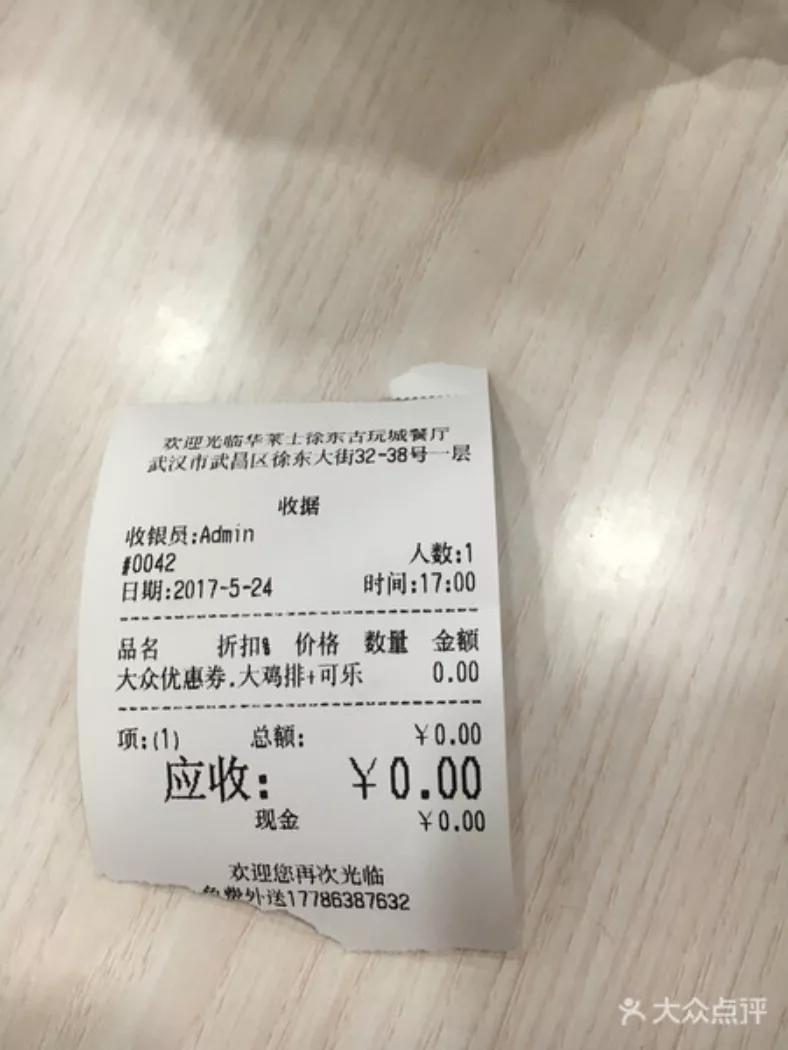 欢迎光临华莱士徐东古玩城餐厅
武汉市武昌区徐东大街32-38号一层
收据
收银员:Admin
#0042 人数:1
日期:2017-5-24 时间:17:00
品名 折扣% 价格 数量 金额
大众优惠券.大鸡排+可乐 0.00
项:(1) 总额: ￥0.00
应收: ￥0.00
现金 ￥0.00
欢迎您再次光临
免费外送17786387632
大众点评